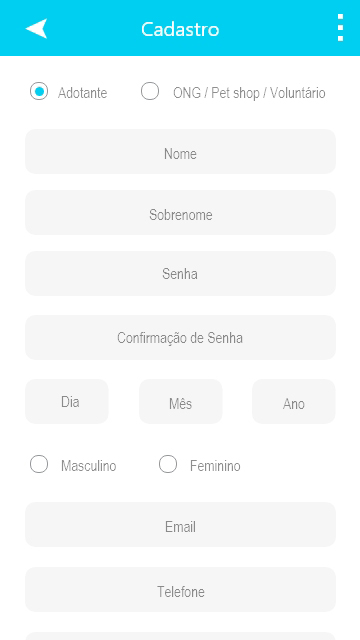 Cadastro
Adotante ONG / Pet shop / Voluntário
Nome
Sobrenome
Senha
Confirmação de Senha
Dia Mês Ano
Masculino Feminino
Email
Telefone